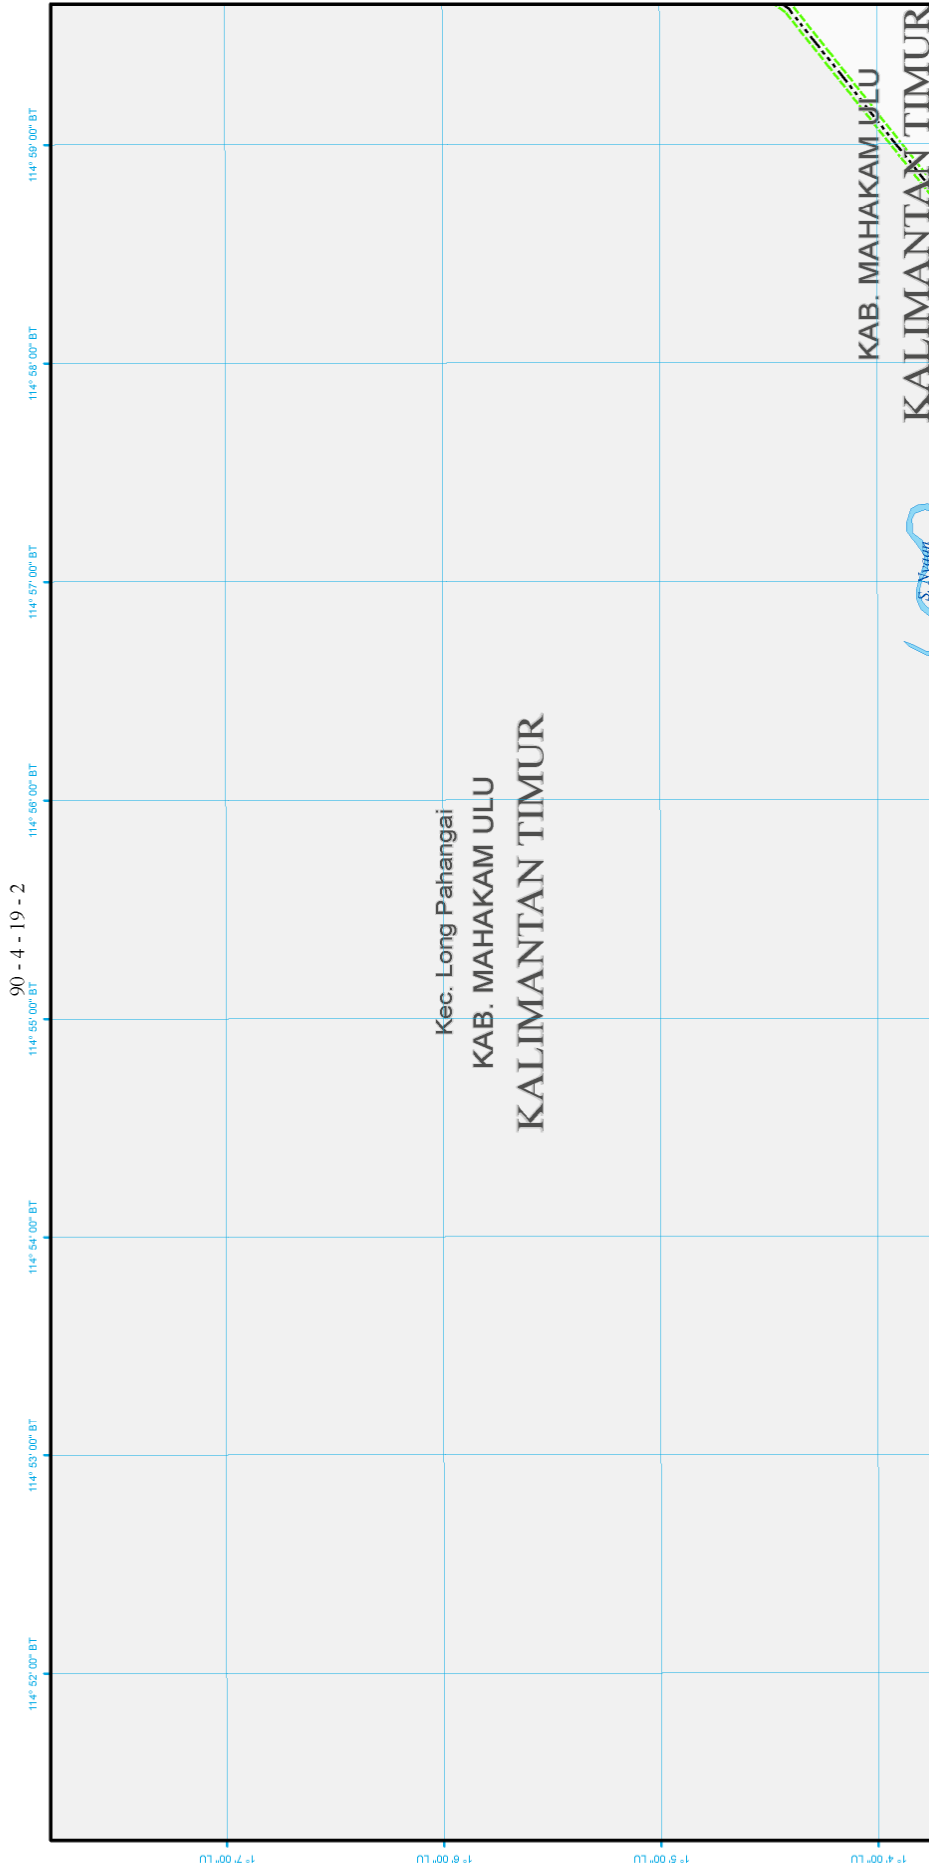 90 - 4 - 19 - 2
114° 52' 00" BT
114° 53' 00" BT
114° 54' 00" BT
114° 55' 00" BT
114° 56' 00" BT
114° 57' 00" BT
114° 58' 00" BT
114° 59' 00" BT
1° 7' 00" LU
1° 6' 00" LU
1° 5' 00" LU
1° 4' 00" LU
Kec. Long Pahangai
KAB. MAHAKAM ULU
KALIMANTAN TIMUR
KAB. MAHAKAM ULU
KALIMANTAN TIMUR
S. Nyaan